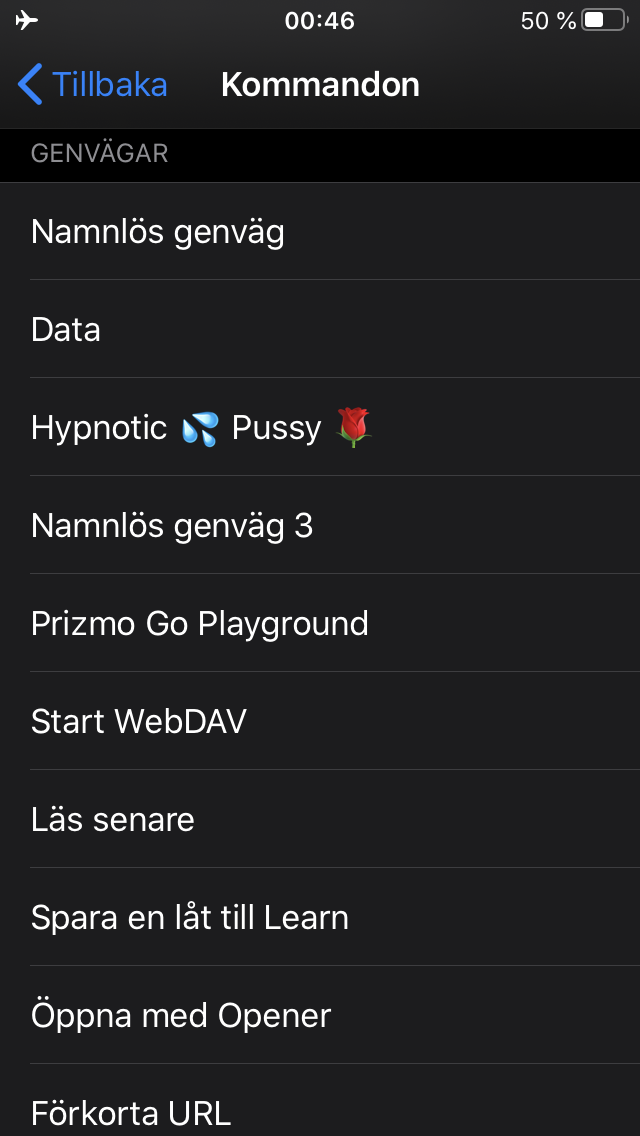 00:46
50 %
Tillbaka
Kommandon
GENVÄGAR
Namnlös genväg
Data
Hypnotic 💦 Pussy 🌹
Namnlös genväg 3
Prizmo Go Playground
Start WebDAV
Läs senare
Spara en låt till Learn
Öppna med Opener
Förkorta URL